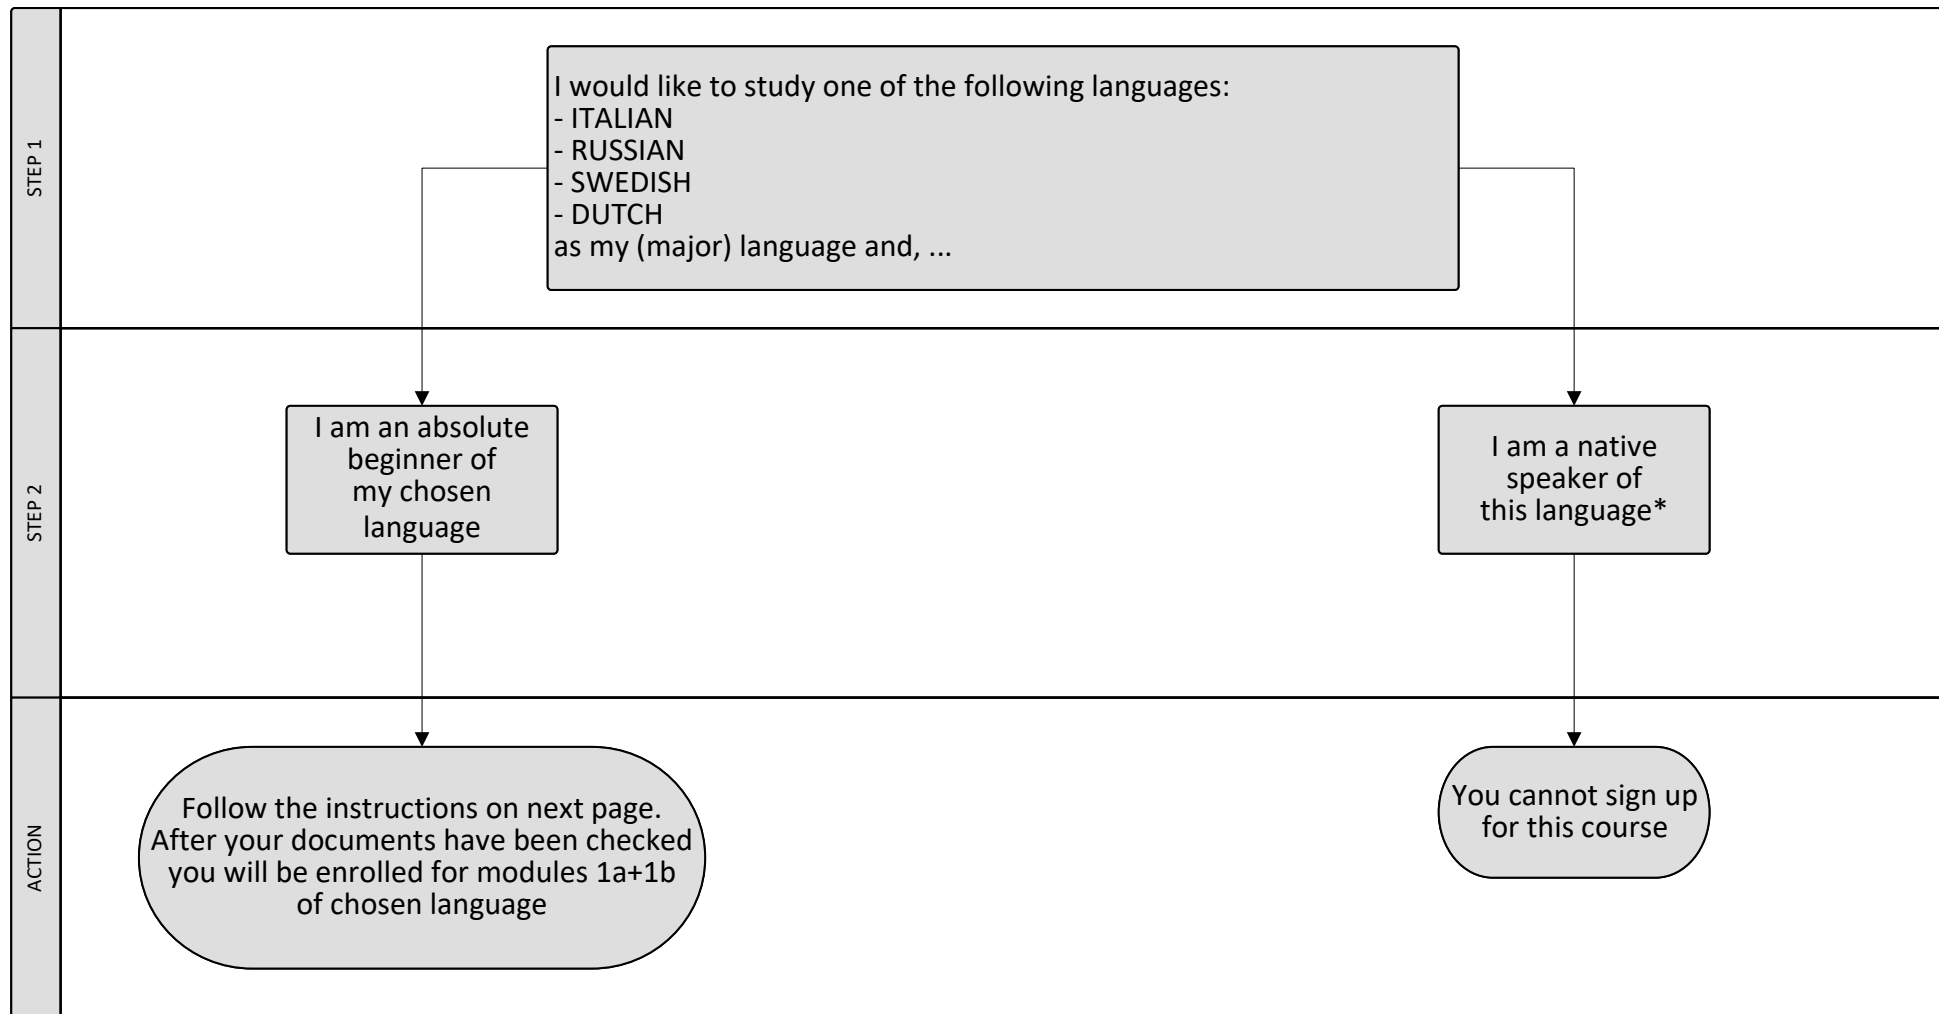 STEP 1
I would like to study one of the following languages:
- ITALIAN
- RUSSIAN
- SWEDISH
- DUTCH
as my (major) language and, ...
STEP 2
I am an absolute
beginner of
my chosen
language
I am a native
speaker of
this language*
ACTION
Follow the instructions on next page.
After your documents have been checked
you will be enrolled for modules 1a+1b
of chosen language
You cannot sign up
for this course